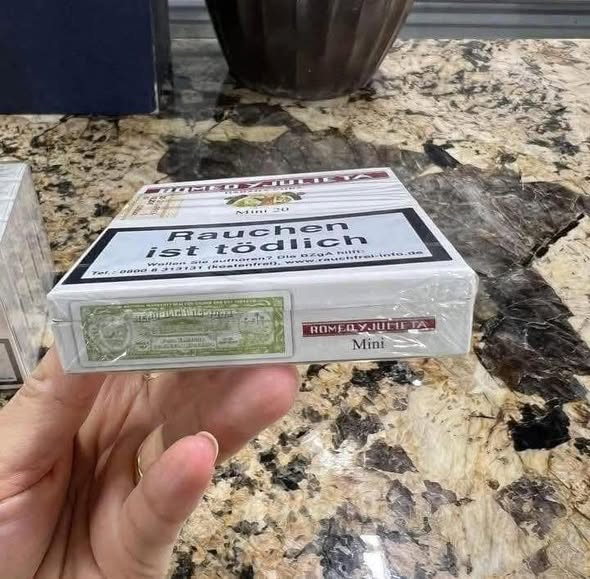 ROMEO Y JULIETA
Mini 20
Rauchen
ist tödlich
Wollen Sie aufhören? Die BZgA hilft:
Tel.: 0800 8 313131 (kostenfrei), www.rauchfrei-info.de
ROMEO Y JULIETA
Mini